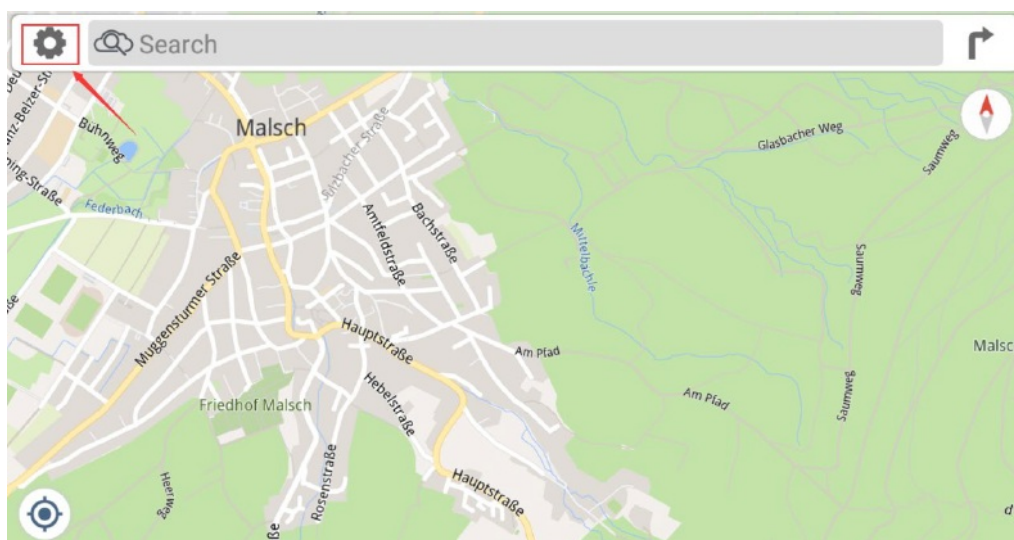 Search
Malsch
Bühnweg
Glasbacher Weg
Saumweg
Federbach
Amtfeldstraße
Bachstraße
Mittelbächle
Saumweg
Muggensturmer Straße
Hauptstraße
Am Pfad
Malsc
Am Pfad
Saumweg
Friedhof Malsch
Hebelstraße
Heerweg
Rosenstraße
Hauptstraße